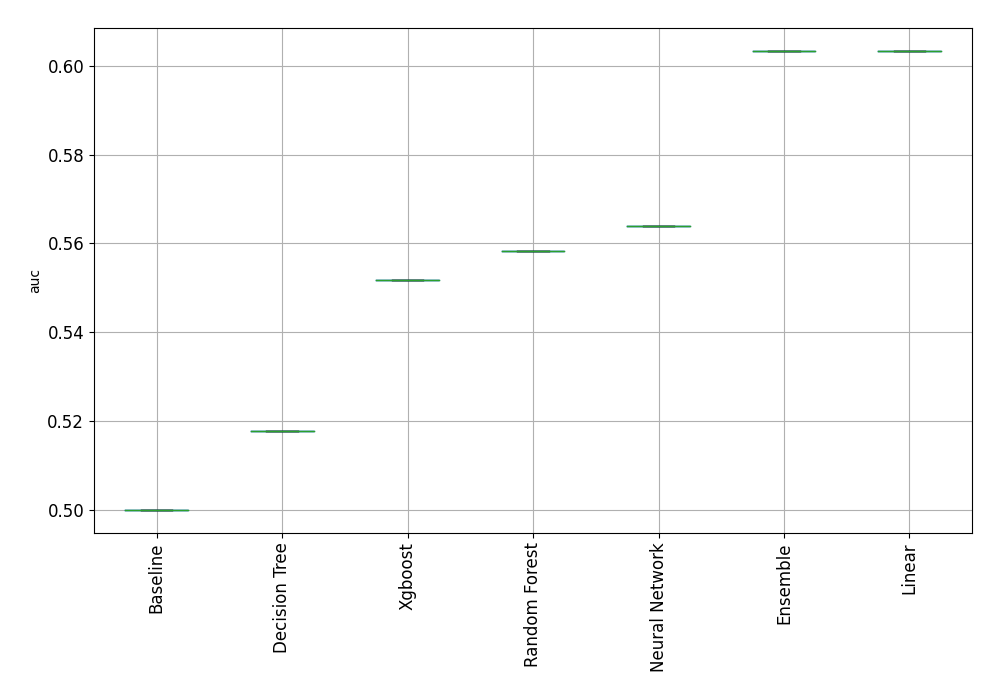 0.60
0.58
0.56
0.54
0.52
0.50
auc
Baseline
Decision Tree
Xgboost
Random Forest
Neural Network
Ensemble
Linear